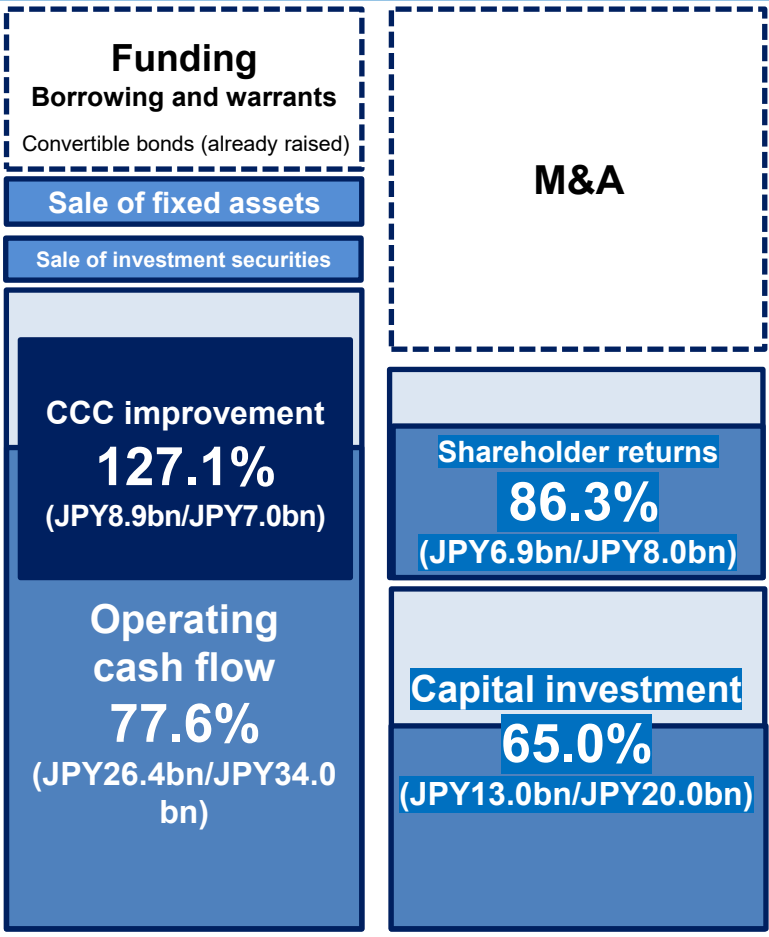 Funding
Borrowing and warrants
Convertible bonds (already raised)
Sale of fixed assets
Sale of investment securities
CCC improvement
127.1%
(JPY8.9bn/JPY7.0bn)
Operating
cash flow
77.6%
(JPY26.4bn/JPY34.0
bn)
M&A
Shareholder returns
86.3%
(JPY6.9bn/JPY8.0bn)
Capital investment
65.0%
(JPY13.0bn/JPY20.0bn)